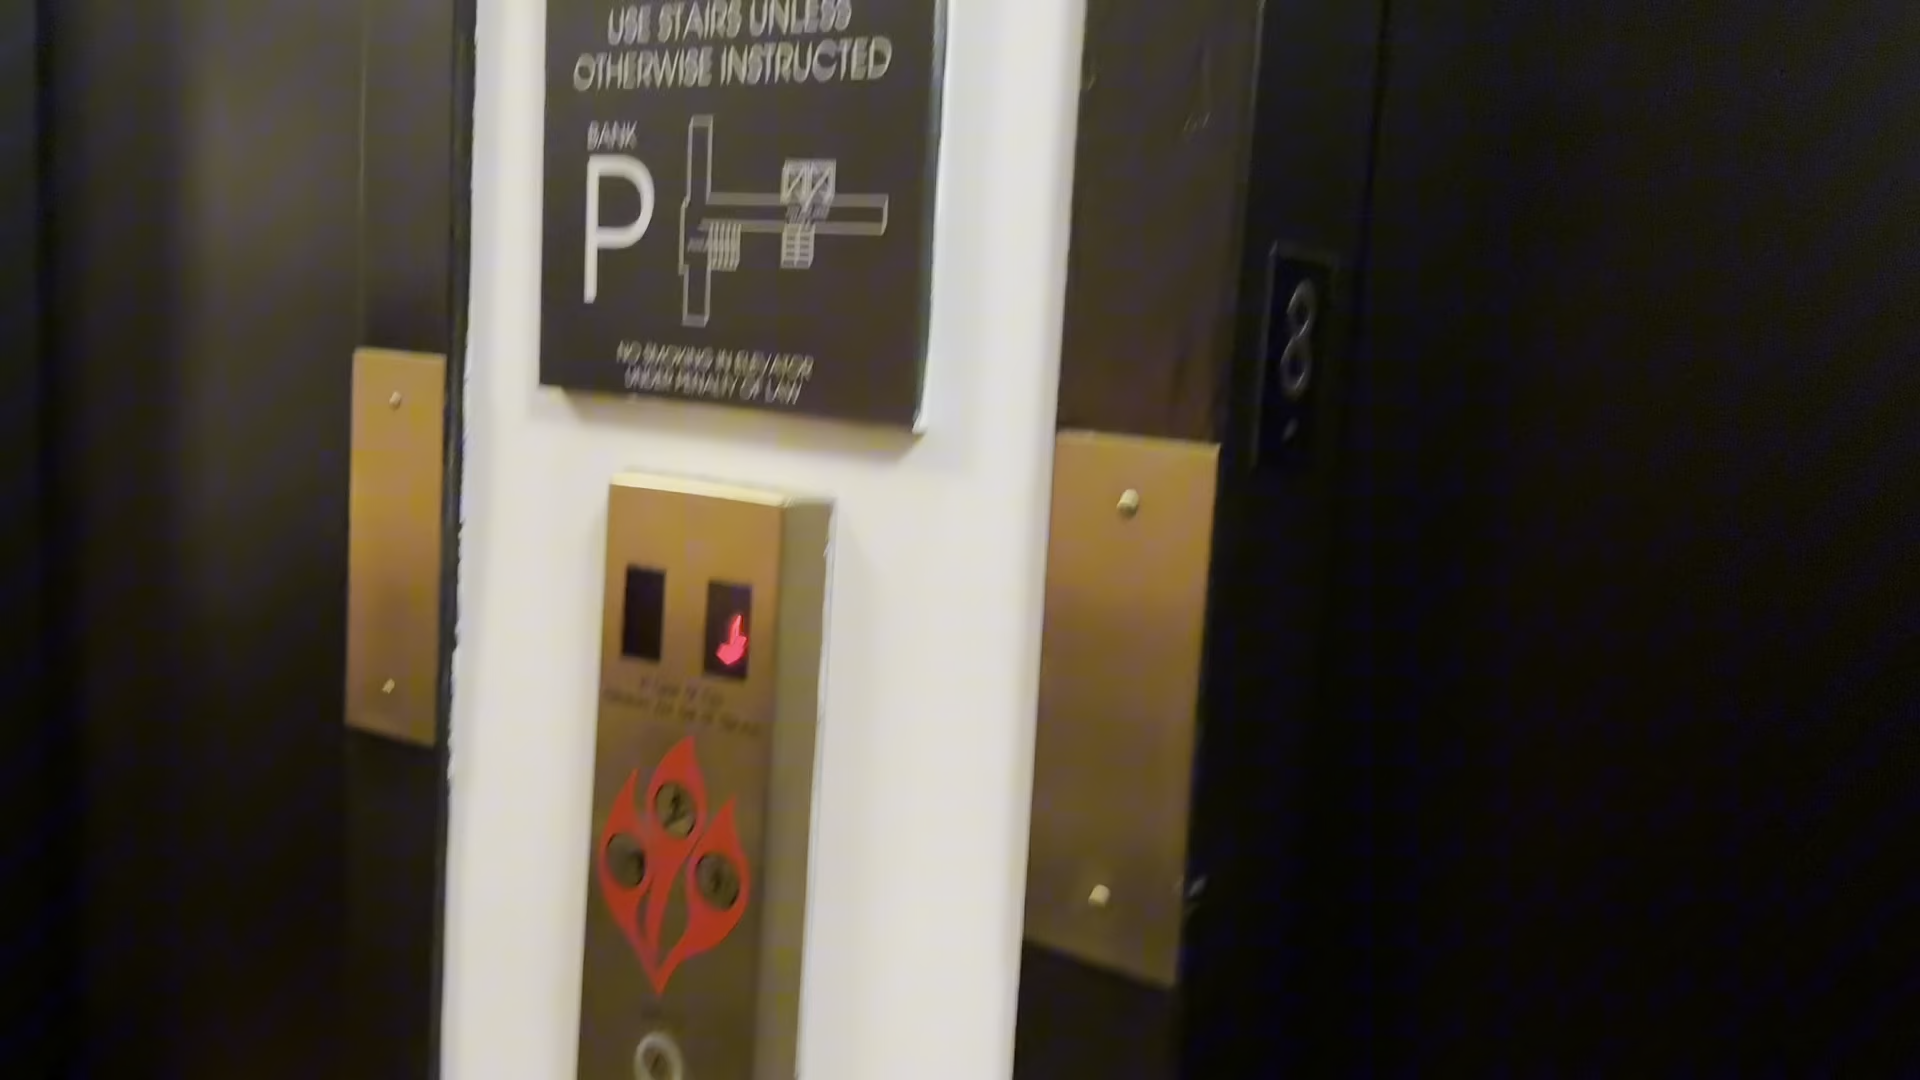 USE STAIRS UNLESS
OTHERWISE INSTRUCTED
BANK
P
NO SMOKING IN ELEVATOR
UNDER PENALTY OF LAW
8